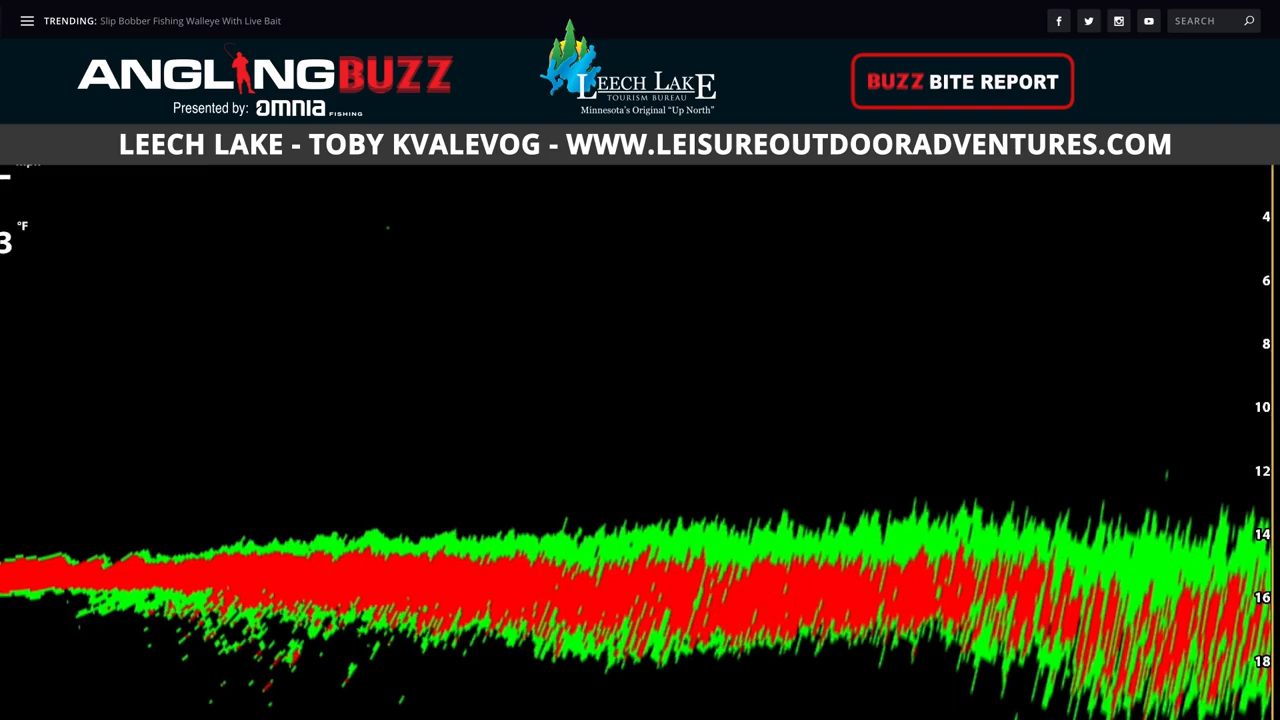 TRENDING: Slip Bobber Fishing Walleye With Live Bait
SEARCH
ANGLINGBUZZ
Presented by: OMNIA FISHING
LEECH LAKE
TOURISM BUREAU
Minnesota's Original "Up North"
BUZZ BITE REPORT
LEECH LAKE - TOBY KVALEVOG - WWW.LEISUREOUTDOORADVENTURES.COM
°F
3
4
6
8
10
12
14
16
18